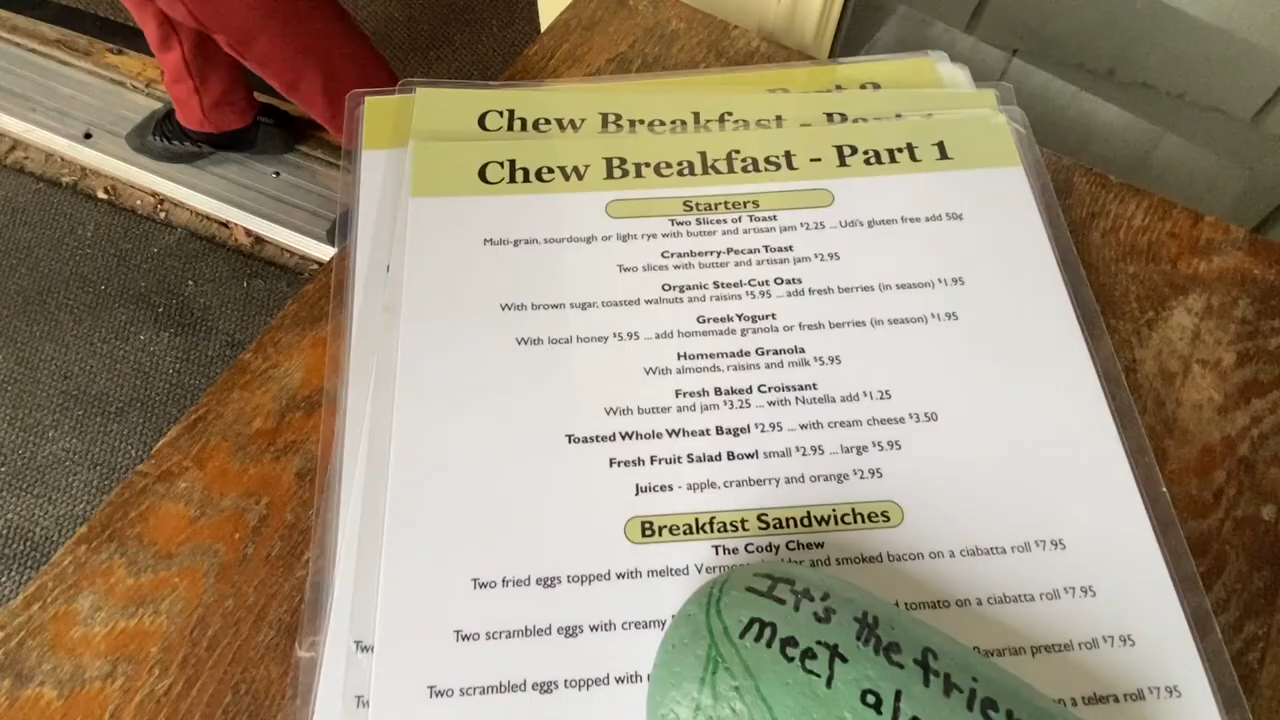 Chew Breakfast - Part
Chew Breakfast - Part 1
Starters
Two Slices of Toast
Multi-grain, sourdough or light rye with butter and artisan jam $2.25 ... Udi's gluten free add 50¢
Cranberry-Pecan Toast
Two slices with butter and artisan jam $2.95
Organic Steel-Cut Oats
With brown sugar, toasted walnuts and raisins $5.95 ... add fresh berries (in season) $1.95
Greek Yogurt
With local honey $5.95 ... add homemade granola or fresh berries (in season) $1.95
Homemade Granola
With almonds, raisins and milk $5.95
Fresh Baked Croissant
With butter and jam $3.25 ... with Nutella add $1.25
Toasted Whole Wheat Bagel $2.95 ... with cream cheese $3.50
Fresh Fruit Salad Bowl small $2.95 ... large $5.95
Juices - apple, cranberry and orange $2.95
Breakfast Sandwiches
The Cody Chew
Two fried eggs topped with melted and smoked bacon on a ciabatta roll $7.95
Two scrambled eggs with creamy tomato on a ciabatta roll $7.95
Two scrambled eggs topped with Bavarian pretzel roll $7.95
on a telera roll $7.95
It's the
meet